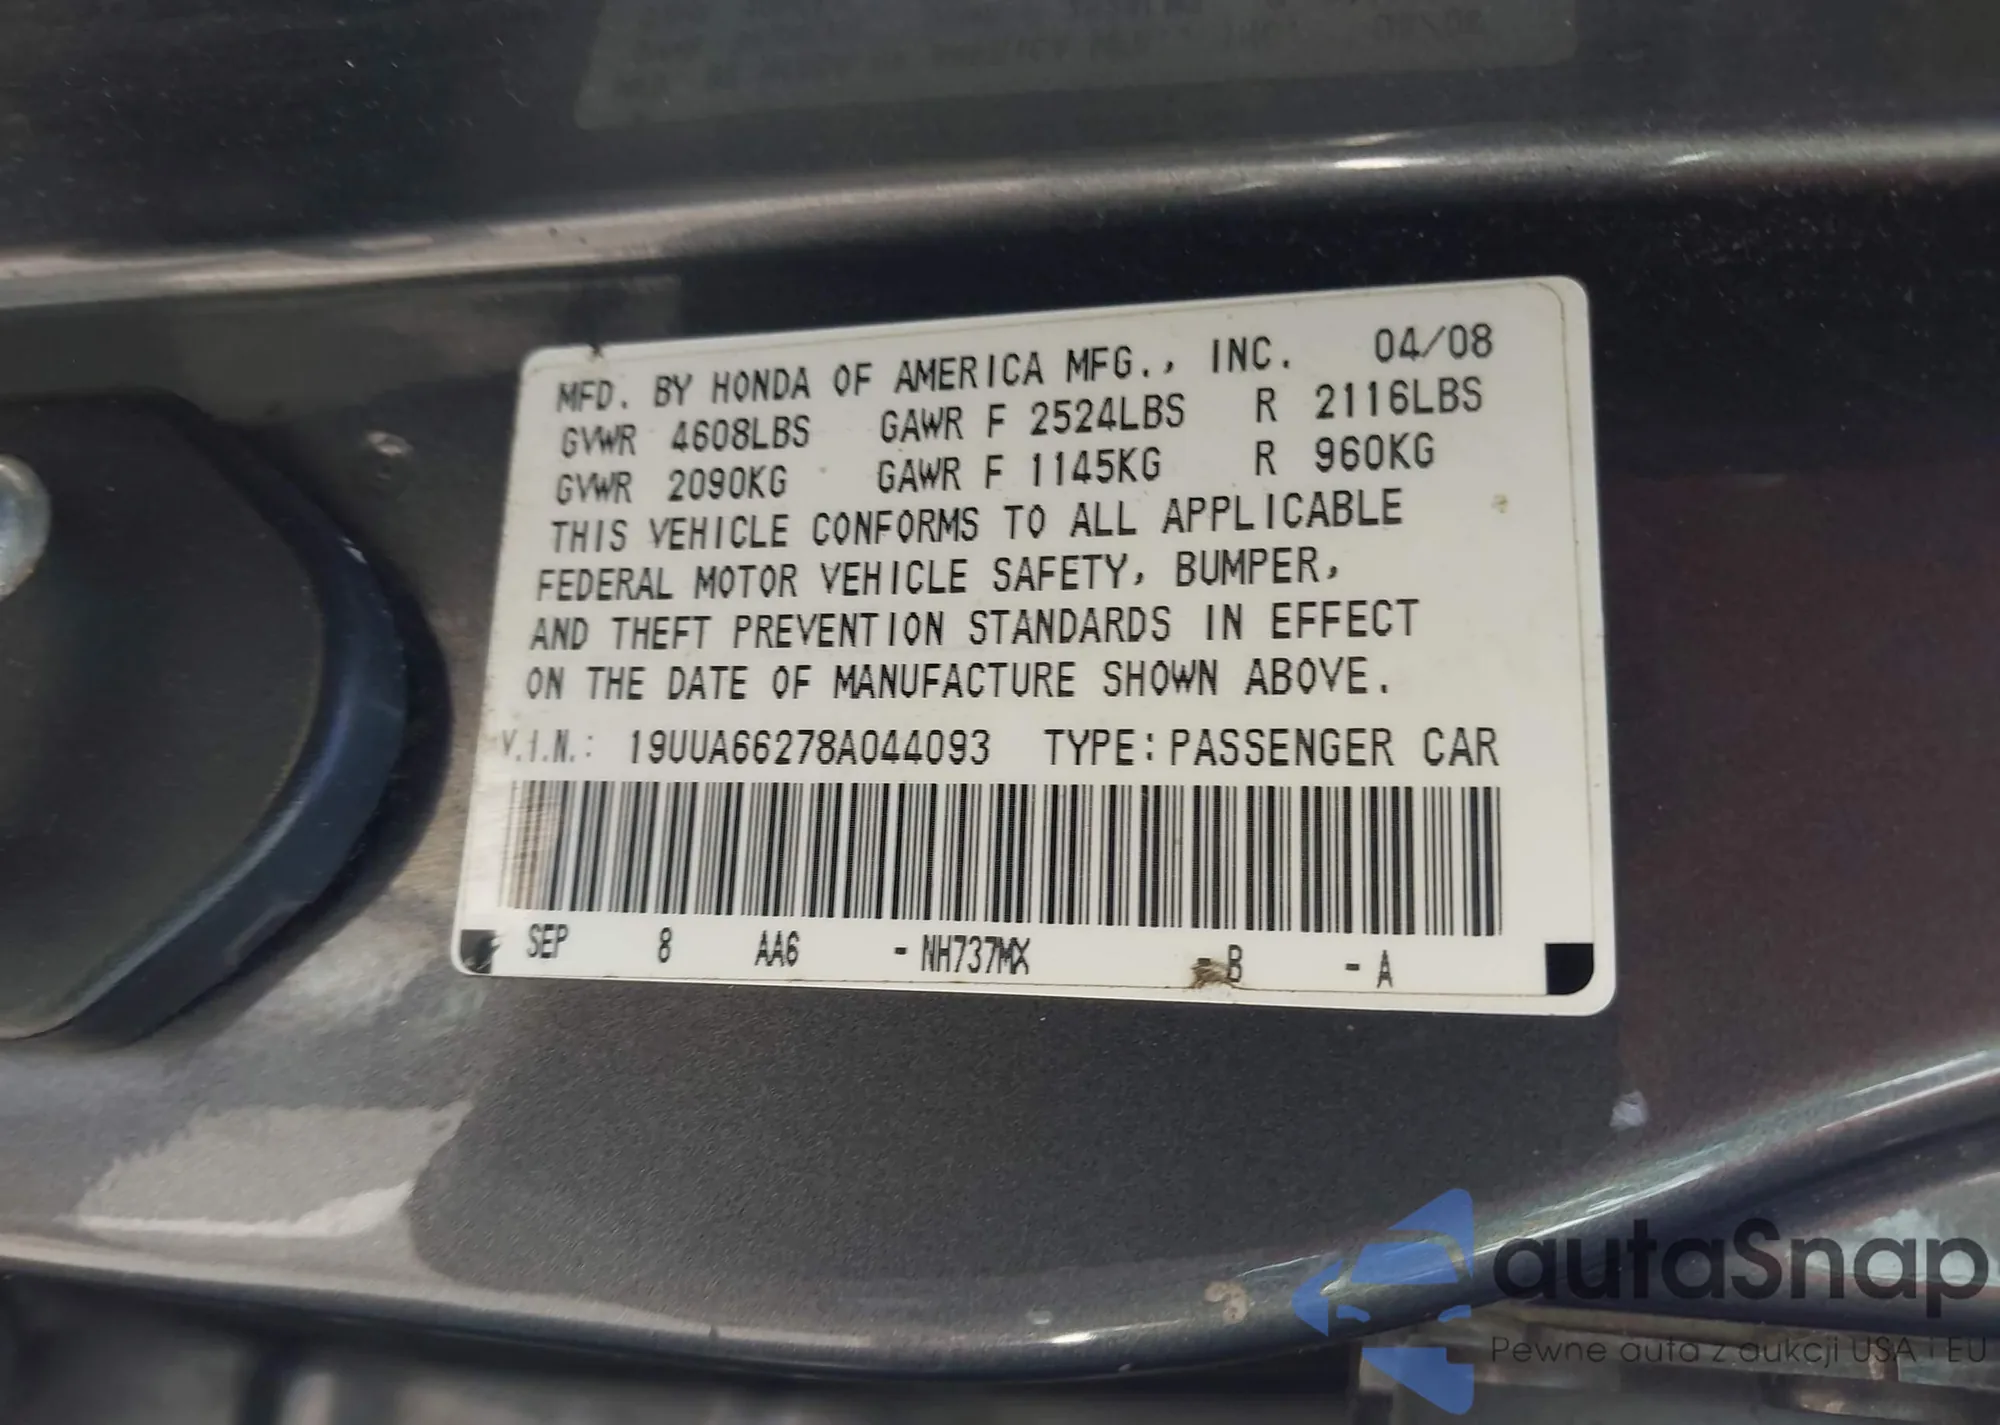 MFD. BY HONDA OF AMERICA MFG., INC. 04/08
GVWR 4608LBS GAWR F 2524LBS R 2116LBS
GVWR 2090KG GAWR F 1145KG R 960KG
THIS VEHICLE CONFORMS TO ALL APPLICABLE
FEDERAL MOTOR VEHICLE SAFETY, BUMPER,
AND THEFT PREVENTION STANDARDS IN EFFECT
ON THE DATE OF MANUFACTURE SHOWN ABOVE.
V.I.N.: 19UUA66278A044093 TYPE: PASSENGER CAR
SEP 8 AA6 - NH737MX - B - A
autaSnap
Pewne auta z aukcji USA i EU